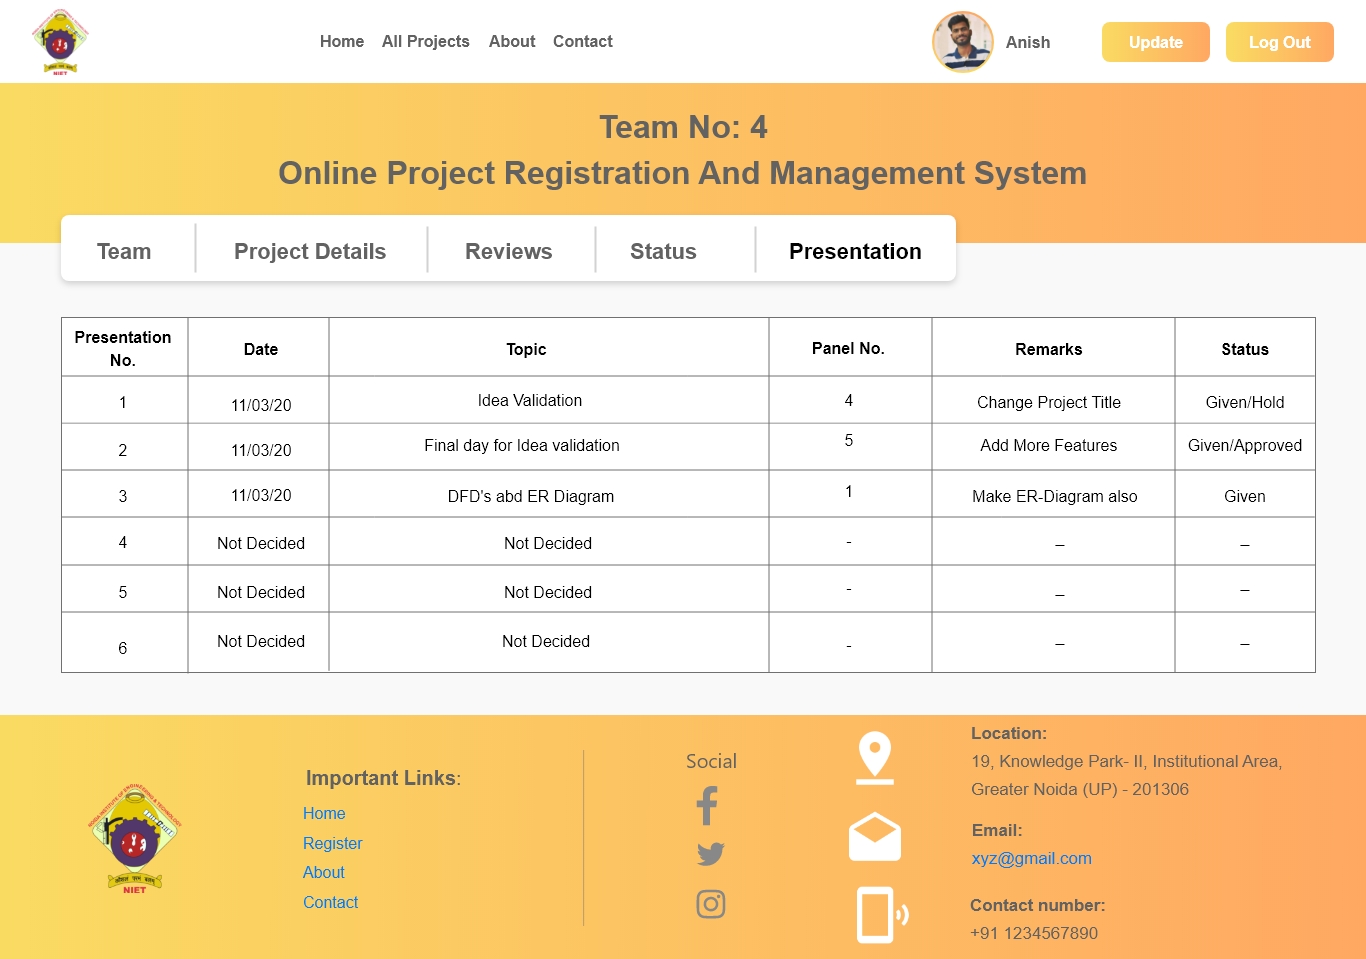 NIET
Home All Projects About Contact
Anish
Update
Log Out
Team No: 4
Online Project Registration And Management System
Team
Project Details
Reviews
Status
Presentation
Presentation No. Date Topic Panel No. Remarks Status
1 11/03/20 Idea Validation 4 Change Project Title Given/Hold
2 11/03/20 Final day for Idea validation 5 Add More Features Given/Approved
3 11/03/20 DFD's abd ER Diagram 1 Make ER-Diagram also Given
4 Not Decided Not Decided - _ _
5 Not Decided Not Decided - _ _
6 Not Decided Not Decided - _ _
NOIDA INSTITUTE OF ENGINEERING & TECHNOLOGY
NIET
Important Links:
Home
Register
About
Contact
Social
Location:
19, Knowledge Park- II, Institutional Area,
Greater Noida (UP) - 201306
Email:
xyz@gmail.com
Contact number:
+91 1234567890